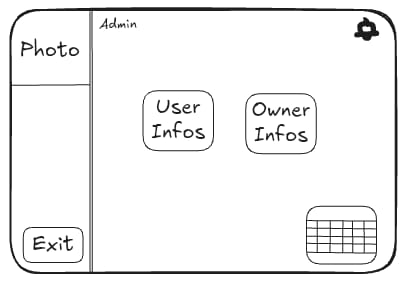 Admin
Photo
User
Infos
Owner
Infos
Exit